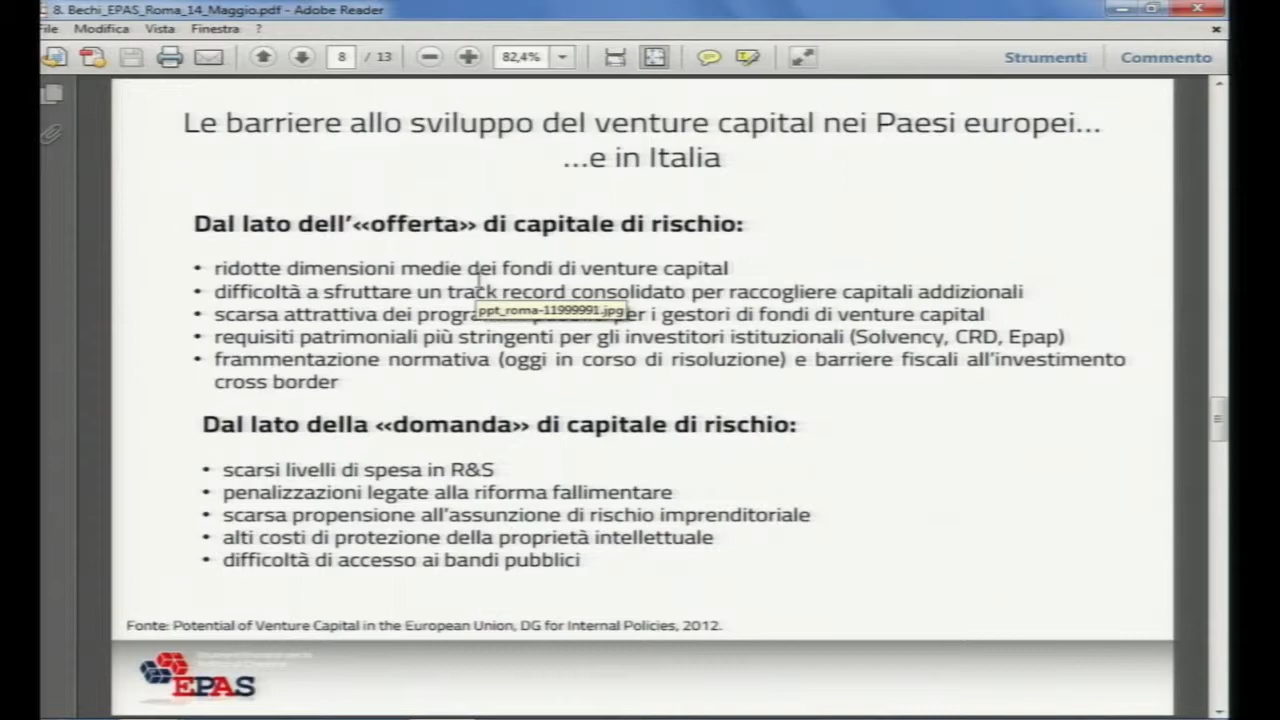 8. Bechi_EPAS_Roma_14_Maggio.pdf - Adobe Reader
File Modifica Vista Finestra ?
8 / 13 82,4% Strumenti Commento
Le barriere allo sviluppo del venture capital nei Paesi europei...
...e in Italia
Dal lato dell'«offerta» di capitale di rischio:
• ridotte dimensioni medie dei fondi di venture capital
• difficoltà a sfruttare un track record consolidato per raccogliere capitali addizionali
ppt_roma-11999991.jpg
• scarsa attrattiva dei per i gestori di fondi di venture capital
• requisiti patrimoniali più stringenti per gli investitori istituzionali (Solvency, CRD, Epap)
• frammentazione normativa (oggi in corso di risoluzione) e barriere fiscali all'investimento
cross border
Dal lato della «domanda» di capitale di rischio:
• scarsi livelli di spesa in R&S
• penalizzazioni legate alla riforma fallimentare
• scarsa propensione all'assunzione di rischio imprenditoriale
• alti costi di protezione della proprietà intellettuale
• difficoltà di accesso ai bandi pubblici
Fonte: Potential of Venture Capital in the European Union, DG for Internal Policies, 2012.
EPAS